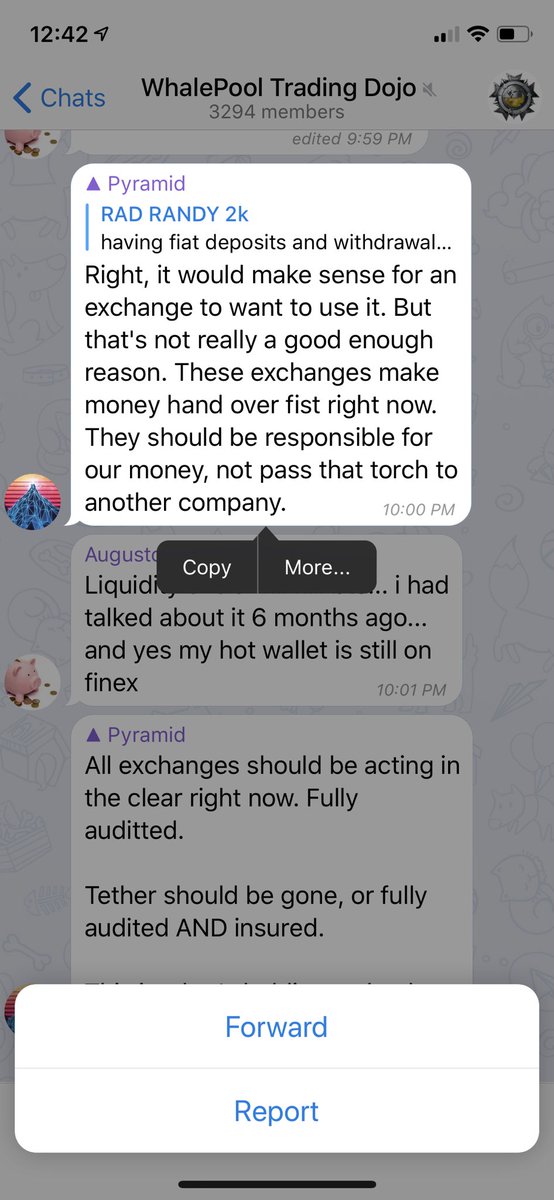 12:42
Chats
WhalePool Trading Dojo
3294 members
edited 9:59 PM
▲ Pyramid
RAD RANDY 2k
having fiat deposits and withdrawal...
Right, it would make sense for an
exchange to want to use it. But
that's not really a good enough
reason. These exchanges make
money hand over fist right now.
They should be responsible for
our money, not pass that torch to
another company.
10:00 PM
Copy
More...
... i had
talked about it 6 months ago...
and yes my hot wallet is still on
finex
10:01 PM
▲ Pyramid
All exchanges should be acting in
the clear right now. Fully
auditted.
Tether should be gone, or fully
audited AND insured.
Forward
Report